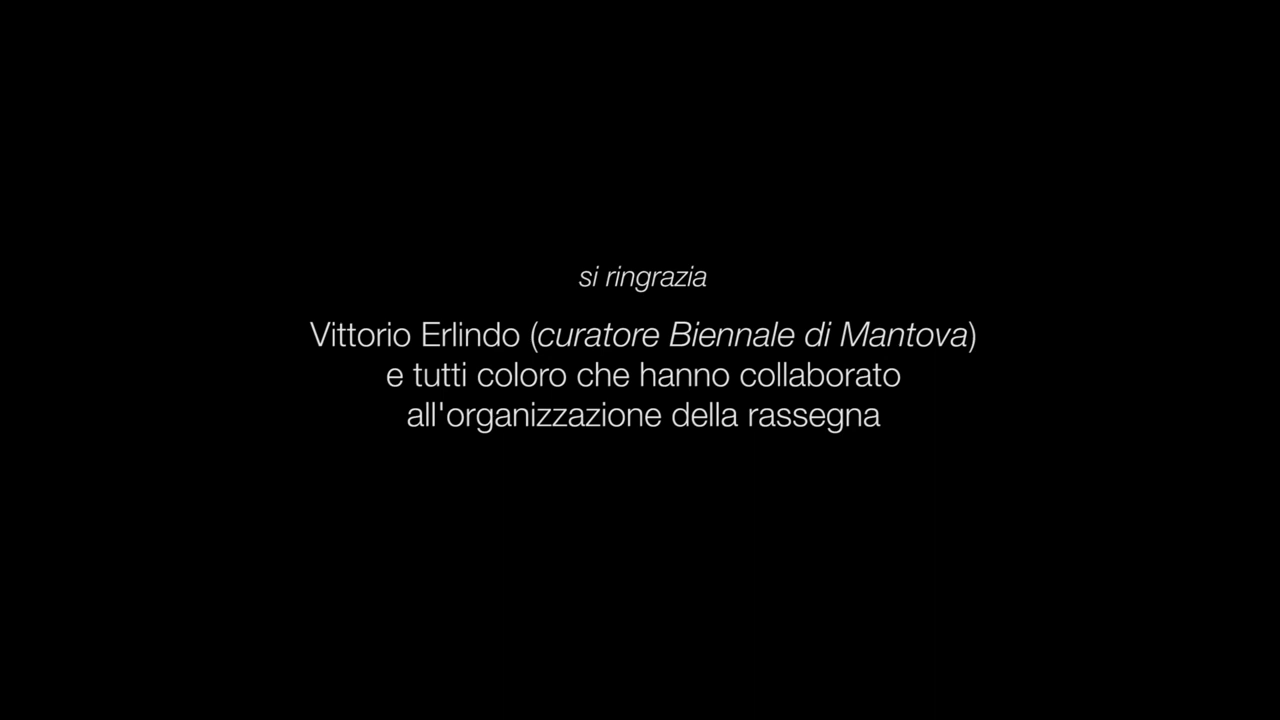 si ringrazia
Vittorio Erlindo (curatore Biennale di Mantova)
e tutti coloro che hanno collaborato
all'organizzazione della rassegna